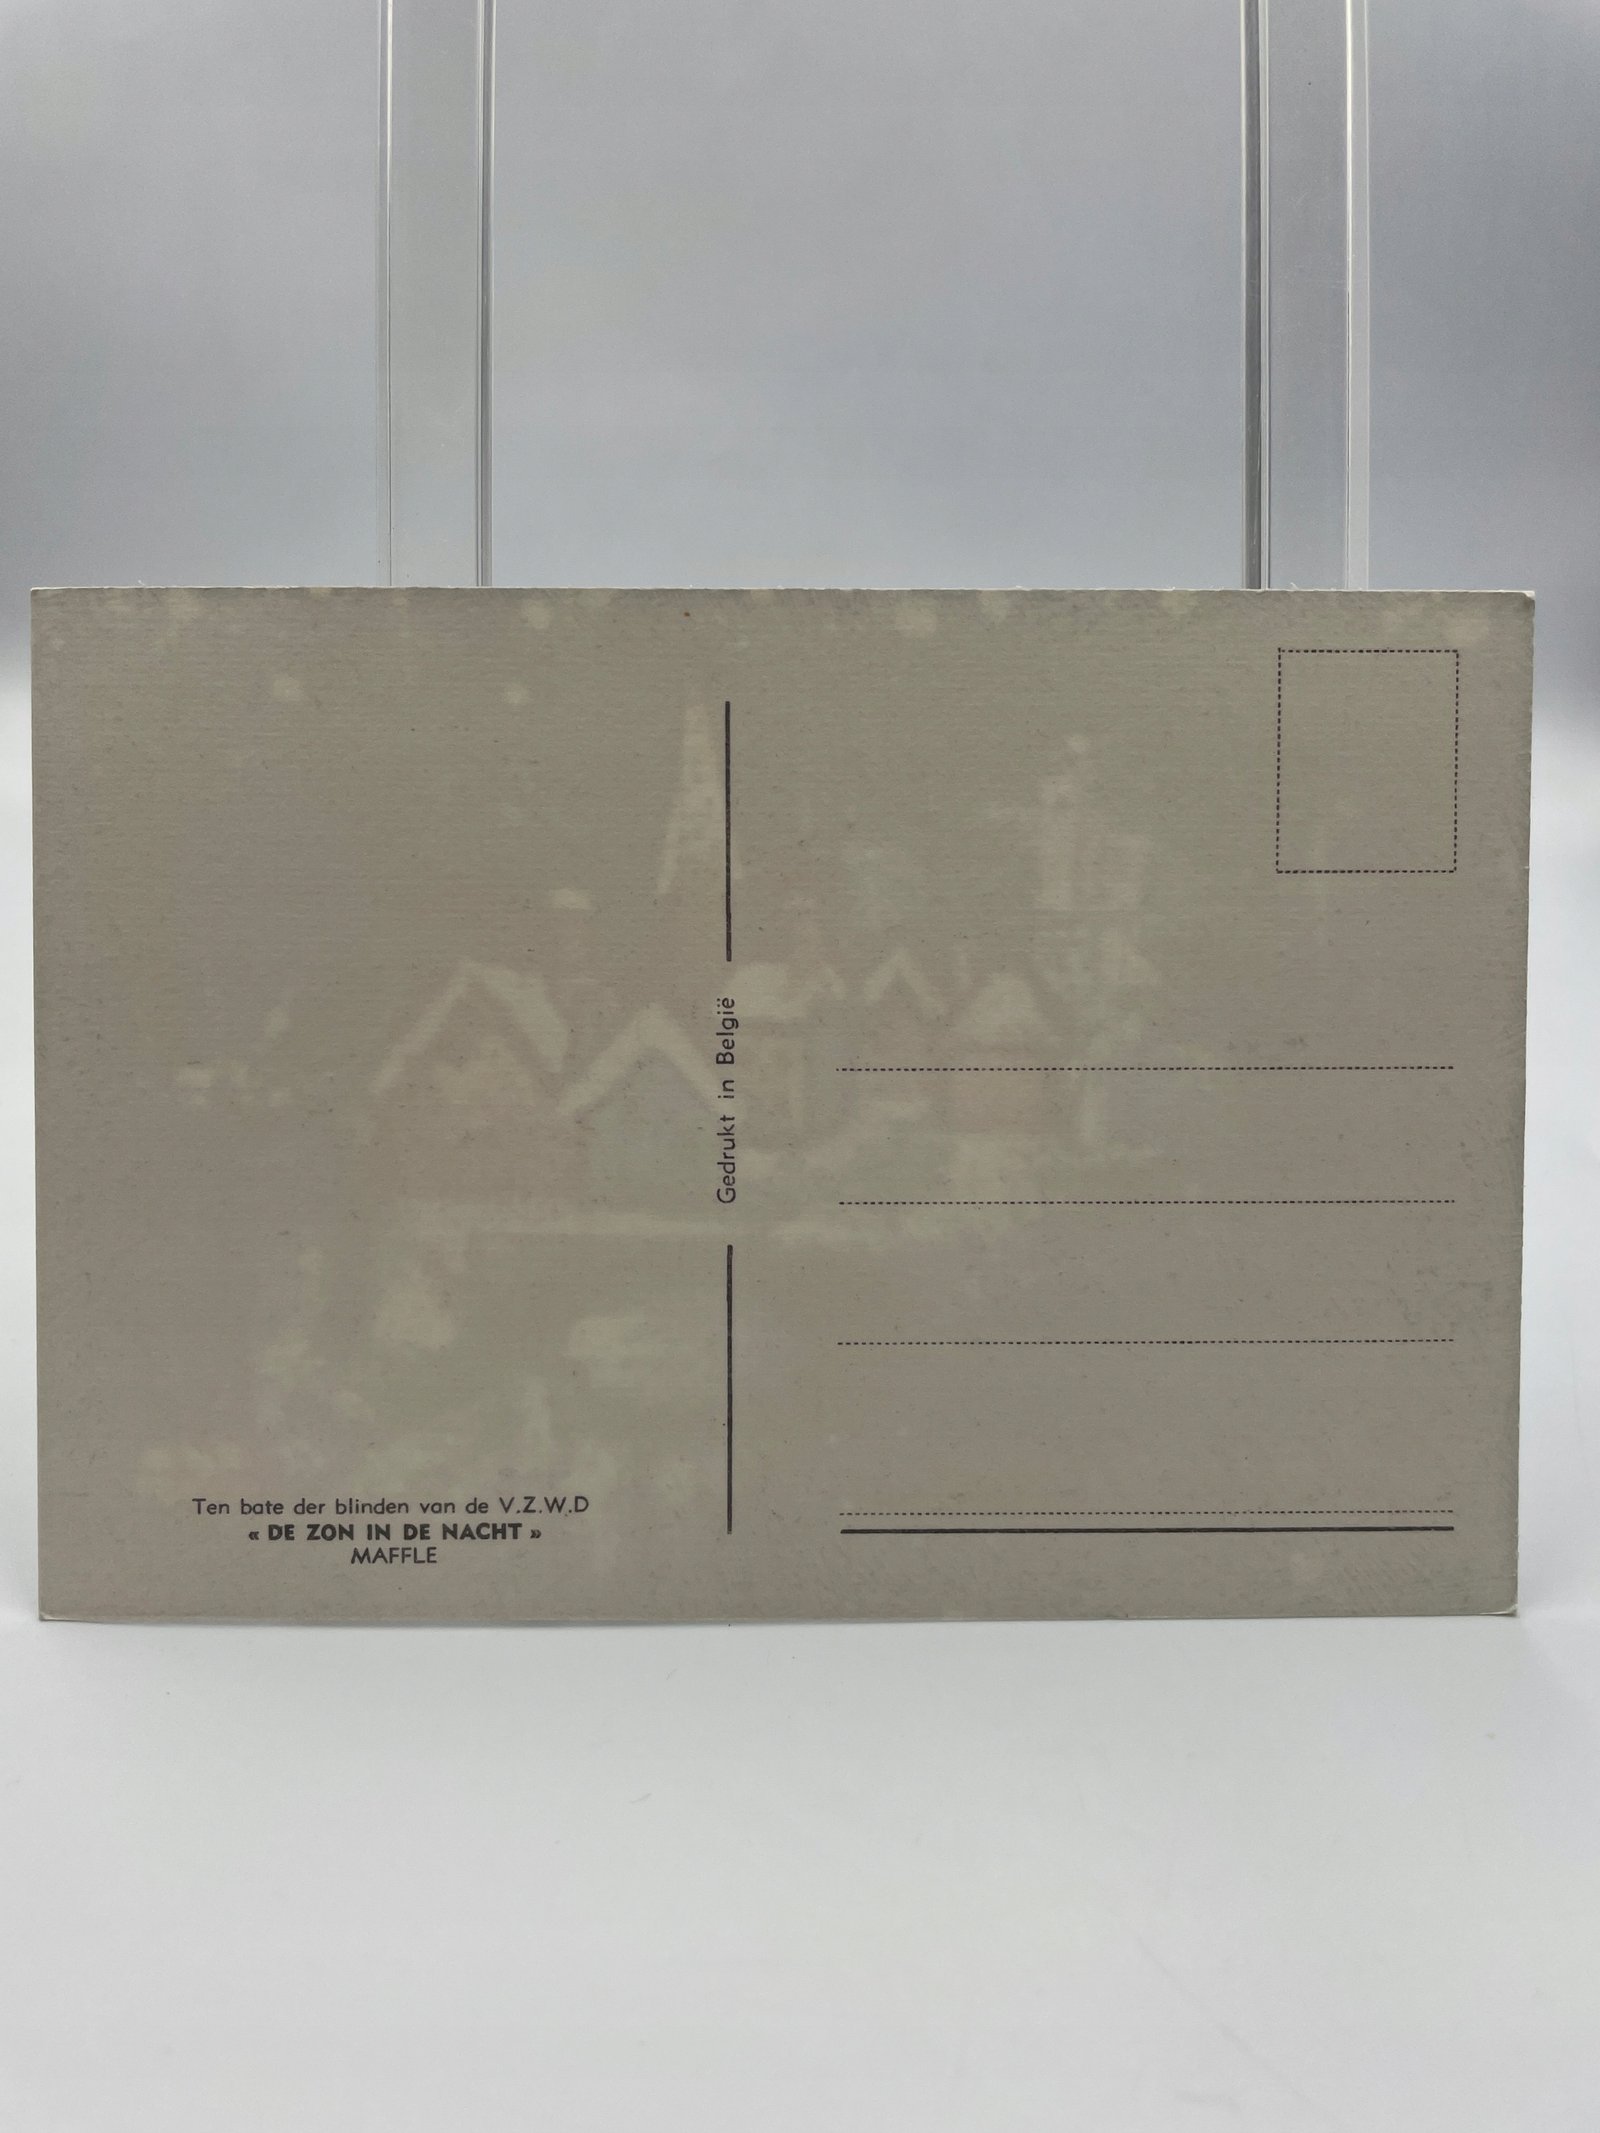 Gedrukt in België
Ten bate der blinden van de V.Z.W.D
« DE ZON IN DE NACHT »
MAFFLE